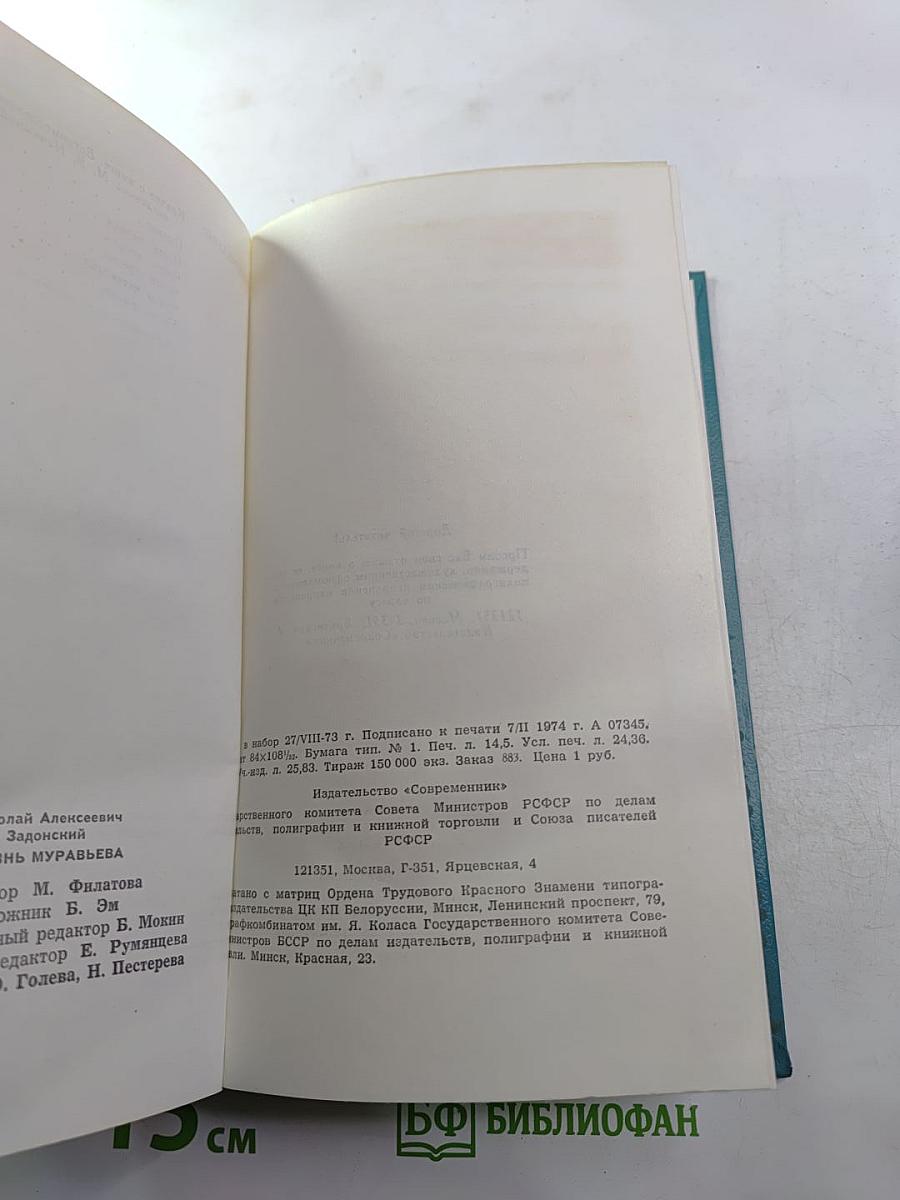 олай Алексеевич
Задонский
ЗНЬ МУРАВЬЕВА
ор М. Филатова
ожник Б. Эм
ный редактор Б. Мокин
едактор Е. Румянцева
Голева, Н. Пестерева
Дорогой читатель!
в набор 27/VIII-73 г. Подписано к печати 7/II 1974 г. А 07345.
ат 84×108¹/₃₂. Бумага тип. № 1. Печ. л. 14,5. Усл. печ. л. 24,36.
Уч.-изд. л. 25,83. Тираж 150 000 экз. Заказ 883. Цена 1 руб.
Издательство «Современник»
арственного комитета Совета Министров РСФСР по делам
льств, полиграфии и книжной торговли и Союза писателей
РСФСР
121351, Москва, Г-351, Ярцевская, 4
атано с матриц Ордена Трудового Красного Знамени типогра-
здательства ЦК КП Белоруссии, Минск, Ленинский проспект, 79,
рафкомбинатом им. Я. Коласа Государственного комитета Сове-
инистров БССР по делам издательств, полиграфии и книжной
вли. Минск, Красная, 23.
15 см
БФ БИБЛИОФАН